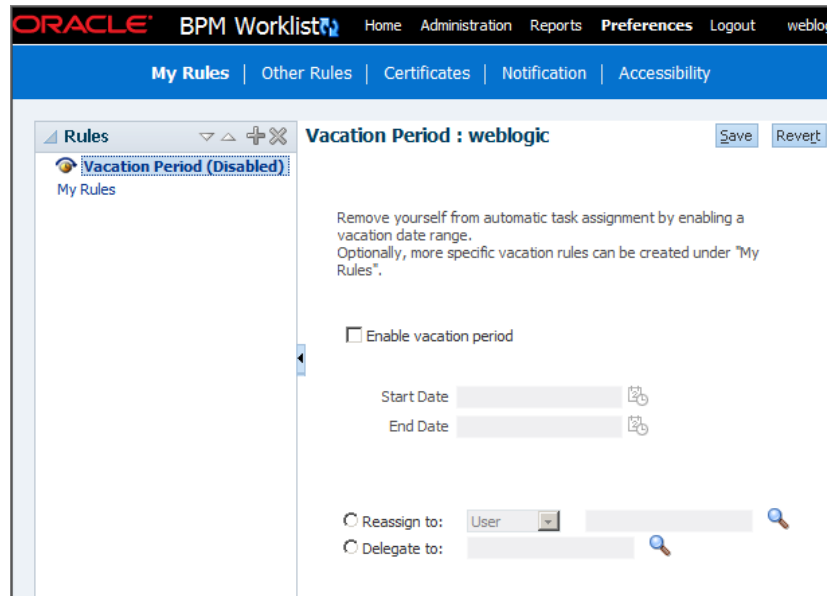 ORACLE BPM Worklist Home Administration Reports Preferences Logout weblog
My Rules | Other Rules | Certificates | Notification | Accessibility
Rules
Vacation Period (Disabled)
My Rules
Vacation Period : weblogic Save Revert
Remove yourself from automatic task assignment by enabling a
vacation date range.
Optionally, more specific vacation rules can be created under "My
Rules".
Enable vacation period
Start Date
End Date
Reassign to: User
Delegate to: